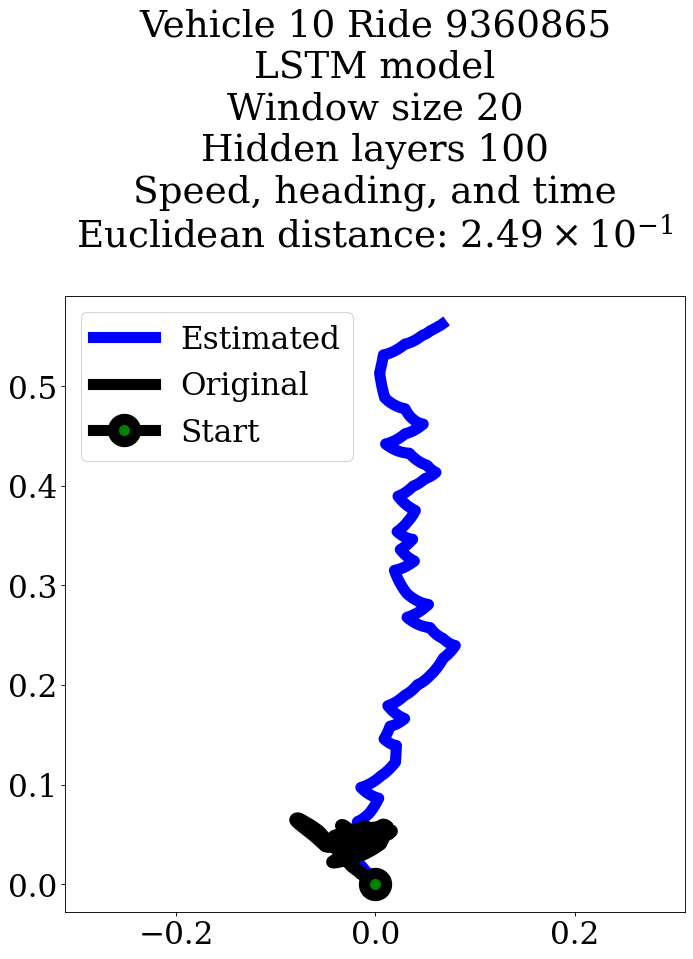 Vehicle 10 Ride 9360865
LSTM model
Window size 20
Hidden layers 100
Speed, heading, and time
Euclidean distance: 2.49 × 10⁻¹
Estimated
Original
Start
0.5
0.4
0.3
0.2
0.1
0.0
−0.2 0.0 0.2